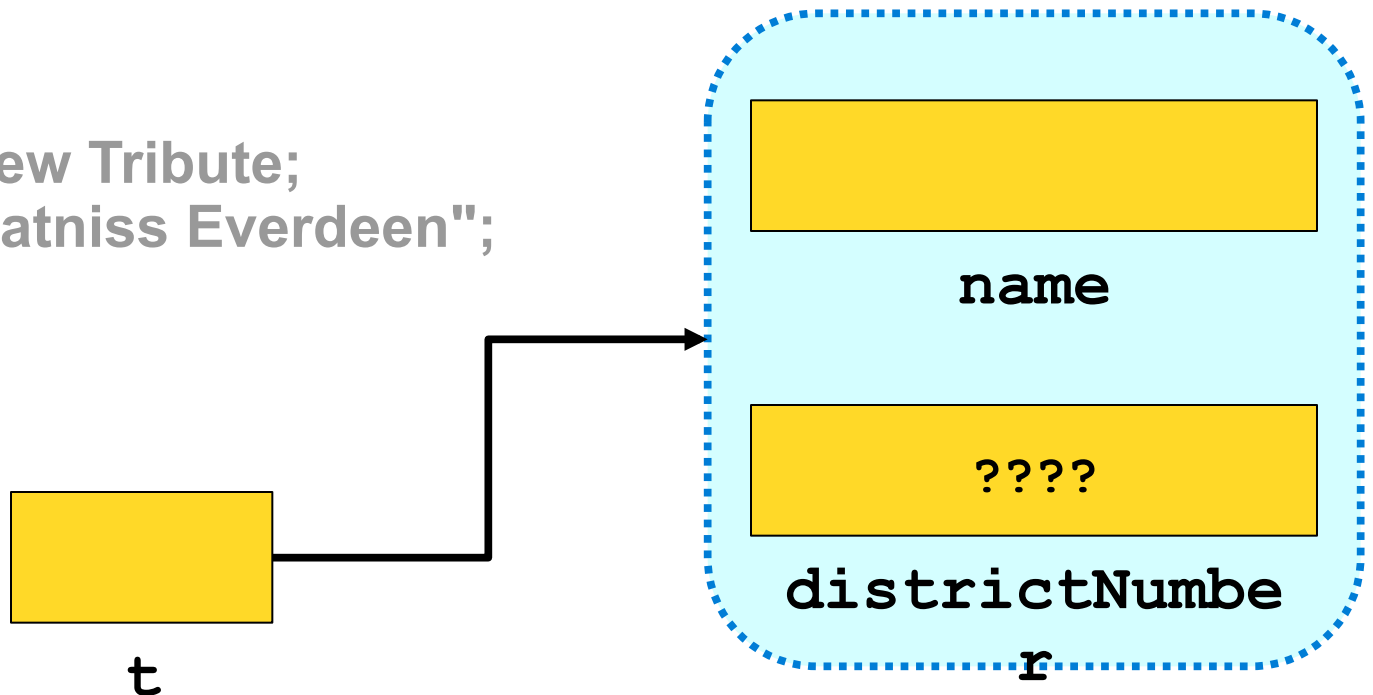 ew Tribute;
atniss Everdeen";
name
????
districtNumbe
r
t